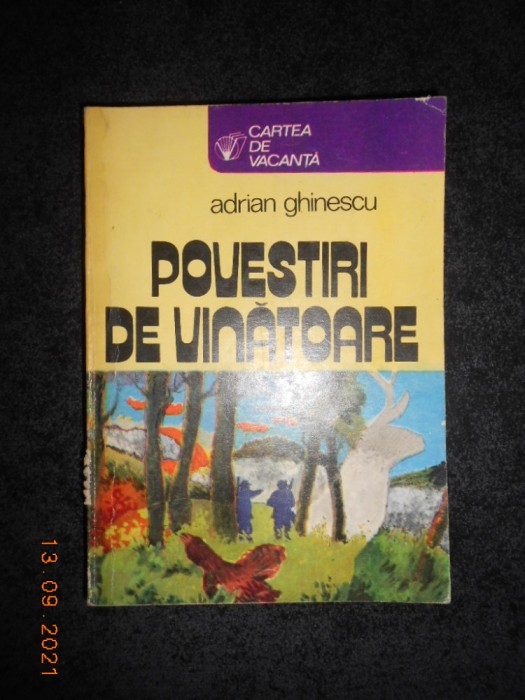 CARTEA
DE
VACANȚĂ
adrian ghinescu
POVESTIRI
DE VINĂTOARE
13.09.2021